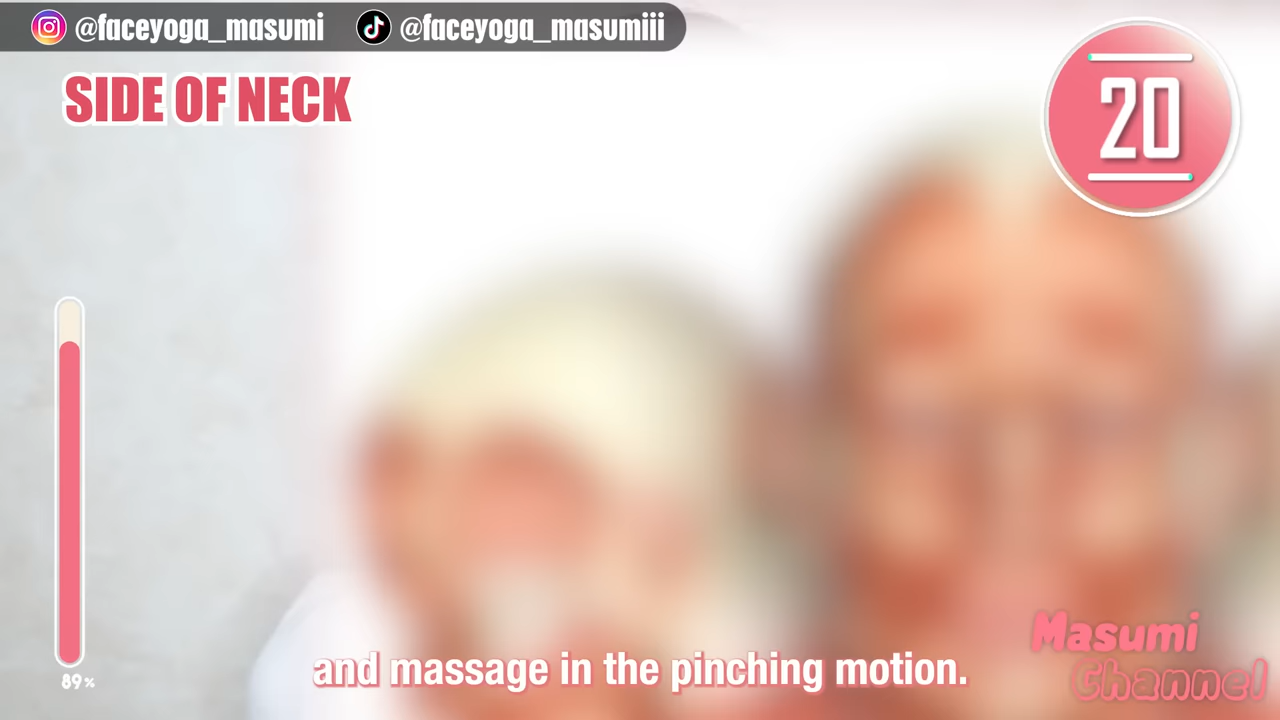 @faceyoga_masumi @faceyoga_masumiii
SIDE OF NECK
20
89%
and massage in the pinching motion.
Masumi
Channel